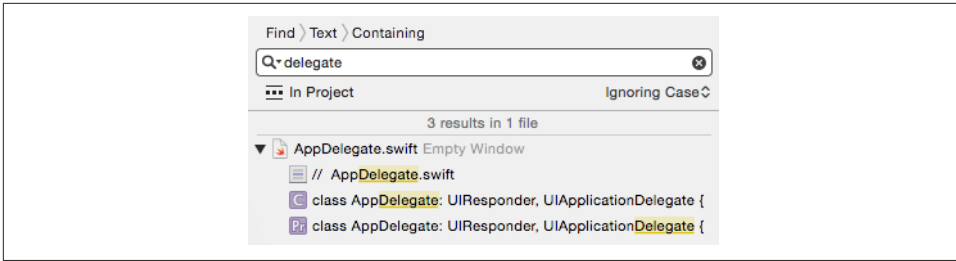 Find 〉Text 〉Containing
delegate
In Project Ignoring Case
3 results in 1 file
AppDelegate.swift Empty Window
// AppDelegate.swift
C class AppDelegate: UIResponder, UIApplicationDelegate {
Pr class AppDelegate: UIResponder, UIApplicationDelegate {